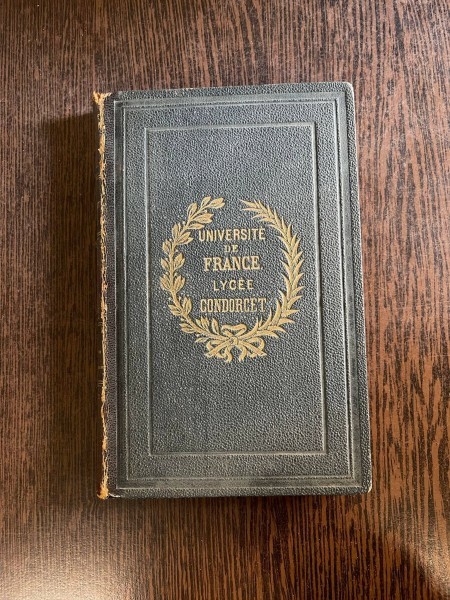 UNIVERSITÉ
DE
FRANCE
LYCÉE
CONDORCET